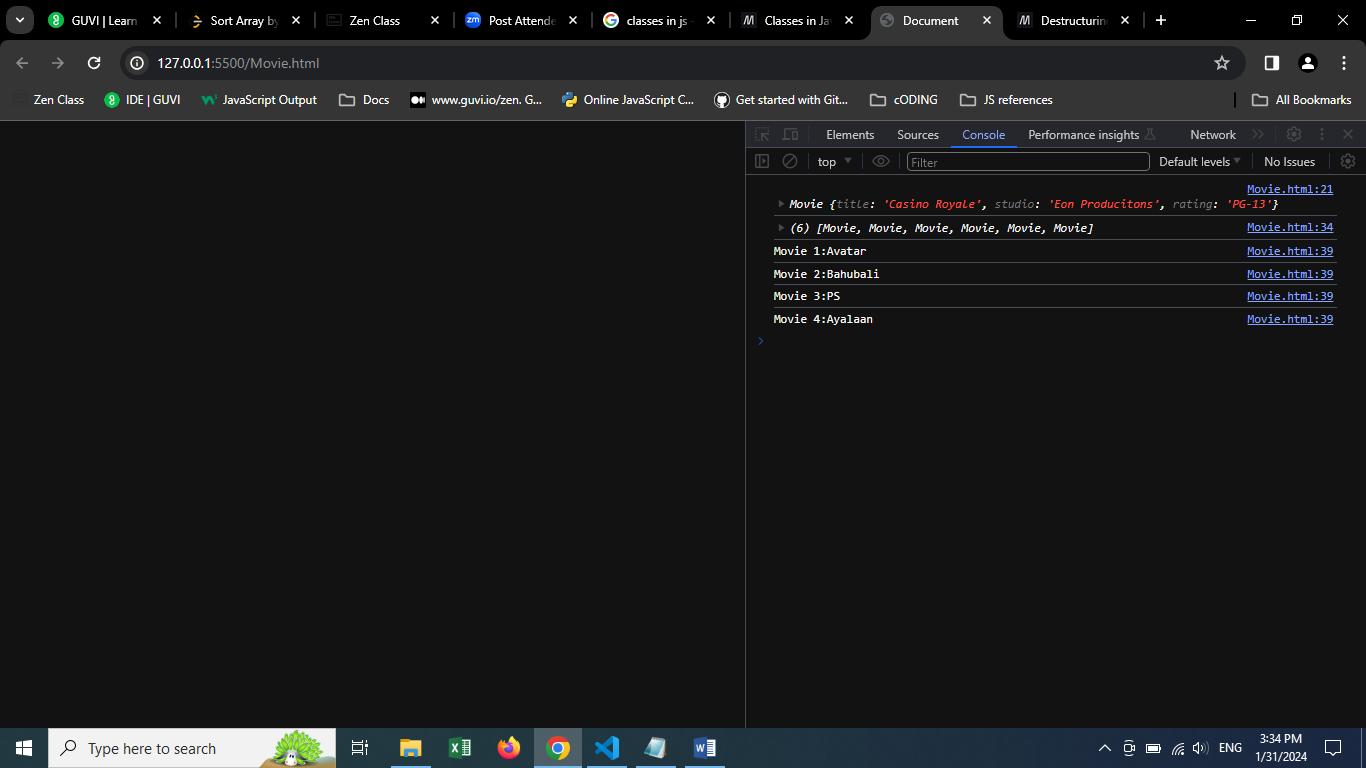 GUVI | Learn
Sort Array by
Zen Class
Post Attende
classes in js -
Classes in Jav
Document
Destructuring
127.0.0.1:5500/Movie.html
Zen Class
IDE | GUVI
JavaScript Output
Docs
www.guvi.io/zen. G...
Online JavaScript C...
Get started with Git...
cODING
JS references
All Bookmarks
Elements
Sources
Console
Performance insights
Network
top
Filter
Default levels
No Issues
Movie.html:21
Movie {title: 'Casino Royale', studio: 'Eon Producitons', rating: 'PG-13'}
(6) [Movie, Movie, Movie, Movie, Movie, Movie] Movie.html:34
Movie 1:Avatar Movie.html:39
Movie 2:Bahubali Movie.html:39
Movie 3:PS Movie.html:39
Movie 4:Ayalaan Movie.html:39
Type here to search
ENG
3:34 PM
1/31/2024